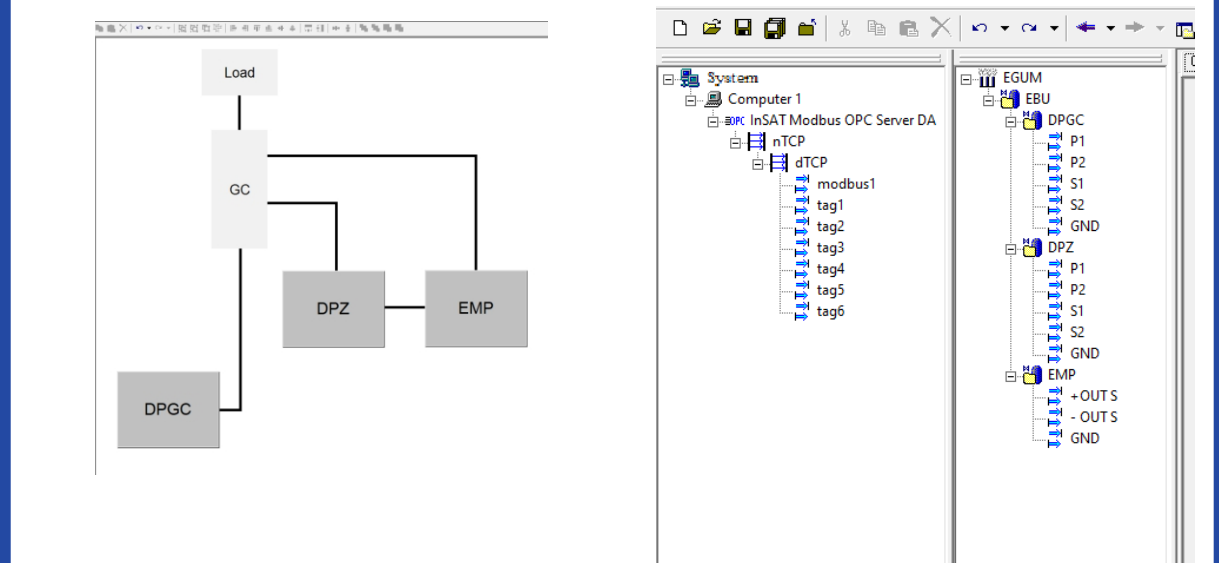 Load
GC
DPZ
EMP
DPGC
System
Computer 1
InSAT Modbus OPC Server DA
nTCP
dTCP
modbus1
tag1
tag2
tag3
tag4
tag5
tag6
EGUM
EBU
DPGC
P1
P2
S1
S2
GND
DPZ
P1
P2
S1
S2
GND
EMP
+OUT S
- OUT S
GND